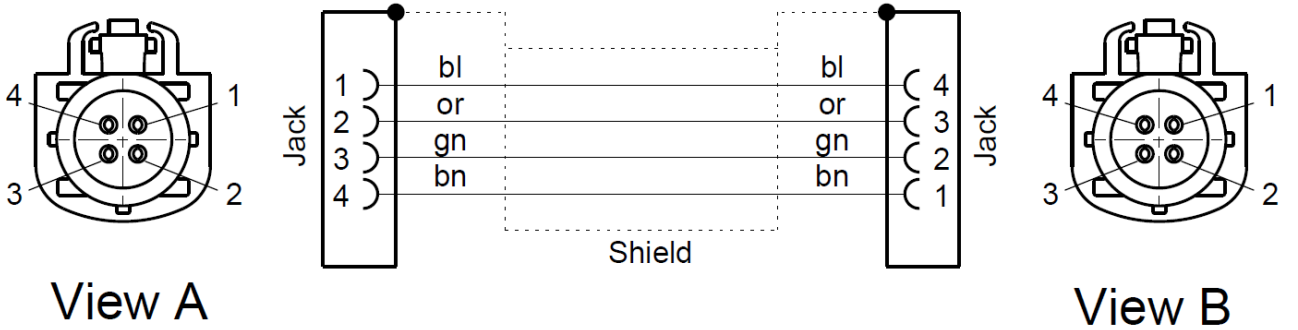 4
1
3
2
View A
Jack
1 bl bl 4
2 or or 3
3 gn gn 2
4 bn bn 1
Jack
Shield
4
1
3
2
View B